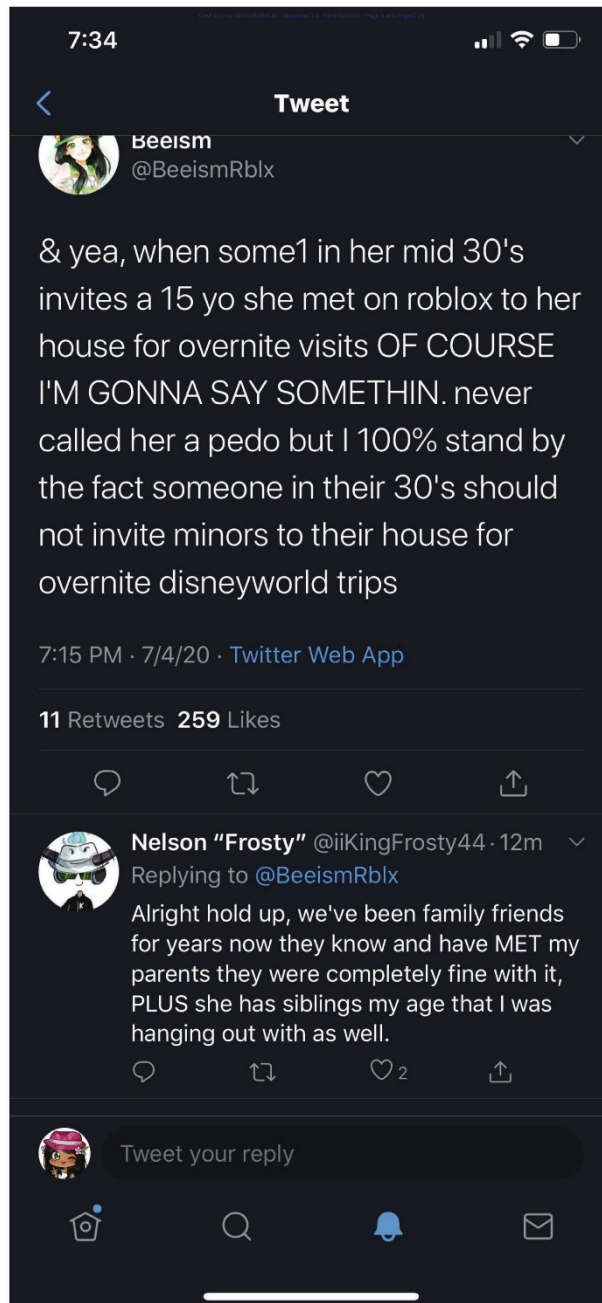 7:34
Tweet
Beeism
@BeeismRblx
& yea, when some1 in her mid 30's
invites a 15 yo she met on roblox to her
house for overnite visits OF COURSE
I'M GONNA SAY SOMETHIN. never
called her a pedo but I 100% stand by
the fact someone in their 30's should
not invite minors to their house for
overnite disneyworld trips
7:15 PM · 7/4/20 · Twitter Web App
11 Retweets 259 Likes
Nelson "Frosty" @iiKingFrosty44 · 12m
Replying to @BeeismRblx
Alright hold up, we've been family friends
for years now they know and have MET my
parents they were completely fine with it,
PLUS she has siblings my age that I was
hanging out with as well.
2
Tweet your reply